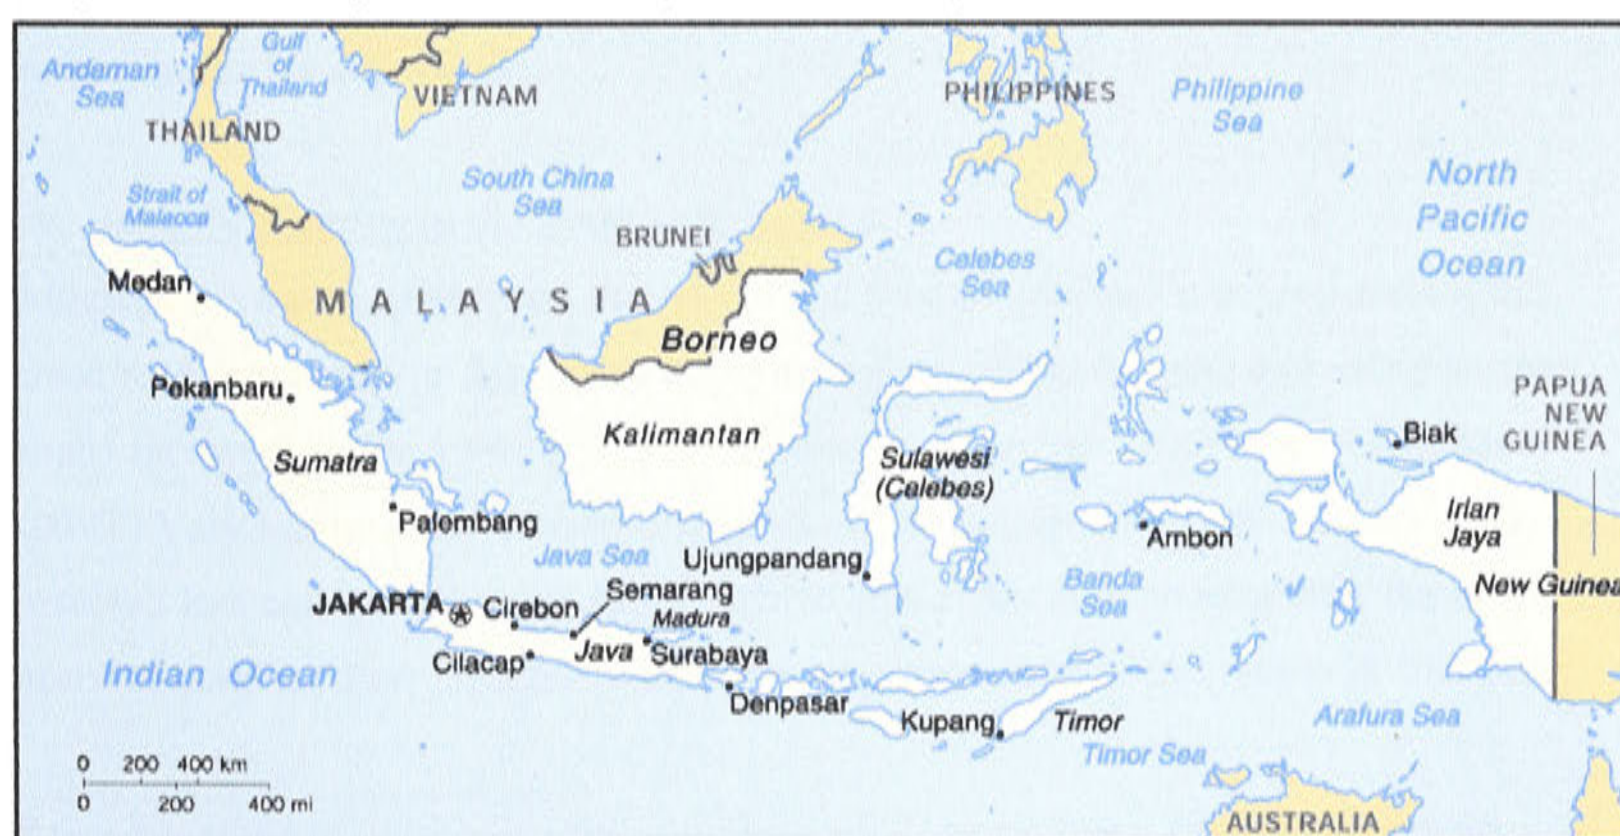 Andaman
Sea
Gulf
of
Thailand
VIETNAM
PHILIPPINES
Philippine
Sea
THAILAND
Strait of
Malacca
South China
Sea
North
Pacific
Ocean
BRUNEI
Celebes
Sea
Medan
MALAYSIA
Borneo
Pekanbaru
PAPUA
NEW
GUINEA
Kalimantan
Biak
Sumatra
Sulawesi
(Celebes)
Palembang
Irian
Jaya
Ambon
Java Sea
Ujungpandang
Banda
Sea
New Guinea
Semarang
JAKARTA
Cirebon
Madura
Cilacap
Java
Surabaya
Indian Ocean
Denpasar
Kupang
Timor
Arafura Sea
Timor Sea
0 200 400 km
0 200 400 mi
AUSTRALIA